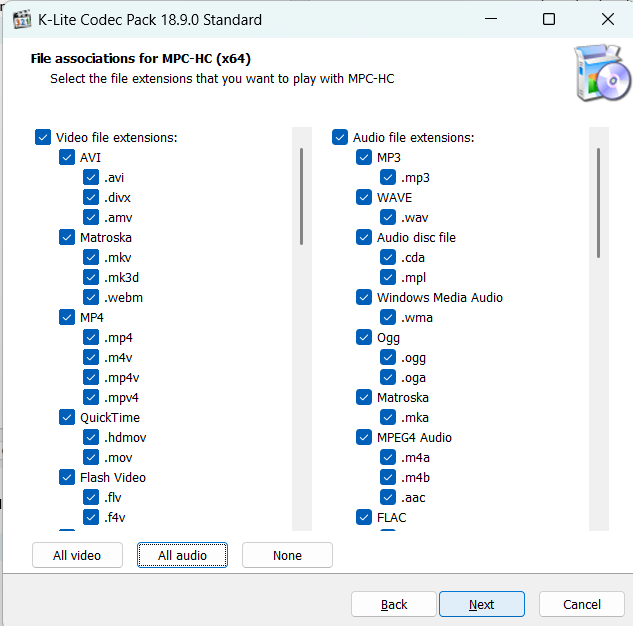 K-Lite Codec Pack 18.9.0 Standard
File associations for MPC-HC (x64)
Select the file extensions that you want to play with MPC-HC
Video file extensions:
AVI
.avi
.divx
.amv
Matroska
.mkv
.mk3d
.webm
MP4
.mp4
.m4v
.mp4v
.mpv4
QuickTime
.hdmov
.mov
Flash Video
.flv
.f4v
Audio file extensions:
MP3
.mp3
WAVE
.wav
Audio disc file
.cda
.mpl
Windows Media Audio
.wma
Ogg
.ogg
.oga
Matroska
.mka
MPEG4 Audio
.m4a
.m4b
.aac
FLAC
All video
All audio
None
Back
Next
Cancel